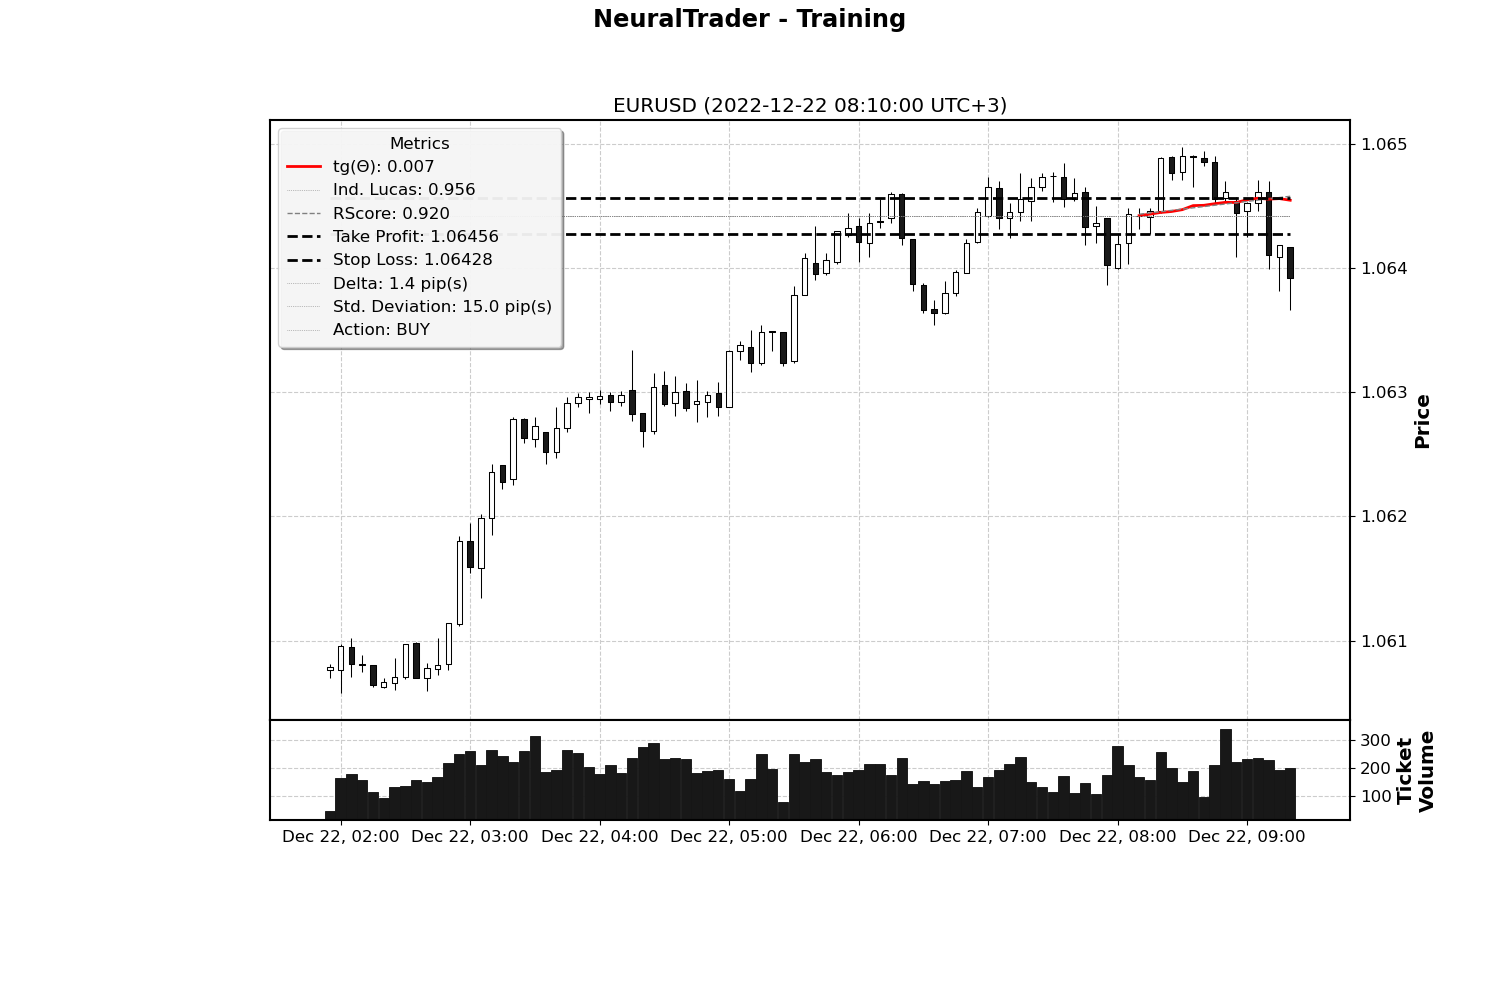 NeuralTrader - Training
EURUSD (2022-12-22 08:10:00 UTC+3)
Metrics
tg(Θ): 0.007
Ind. Lucas: 0.956
RScore: 0.920
Take Profit: 1.06456
Stop Loss: 1.06428
Delta: 1.4 pip(s)
Std. Deviation: 15.0 pip(s)
Action: BUY
1.065
1.064
1.063
1.062
1.061
Price
300
200
100
Ticket
Volume
Dec 22, 02:00 Dec 22, 03:00 Dec 22, 04:00 Dec 22, 05:00 Dec 22, 06:00 Dec 22, 07:00 Dec 22, 08:00 Dec 22, 09:00